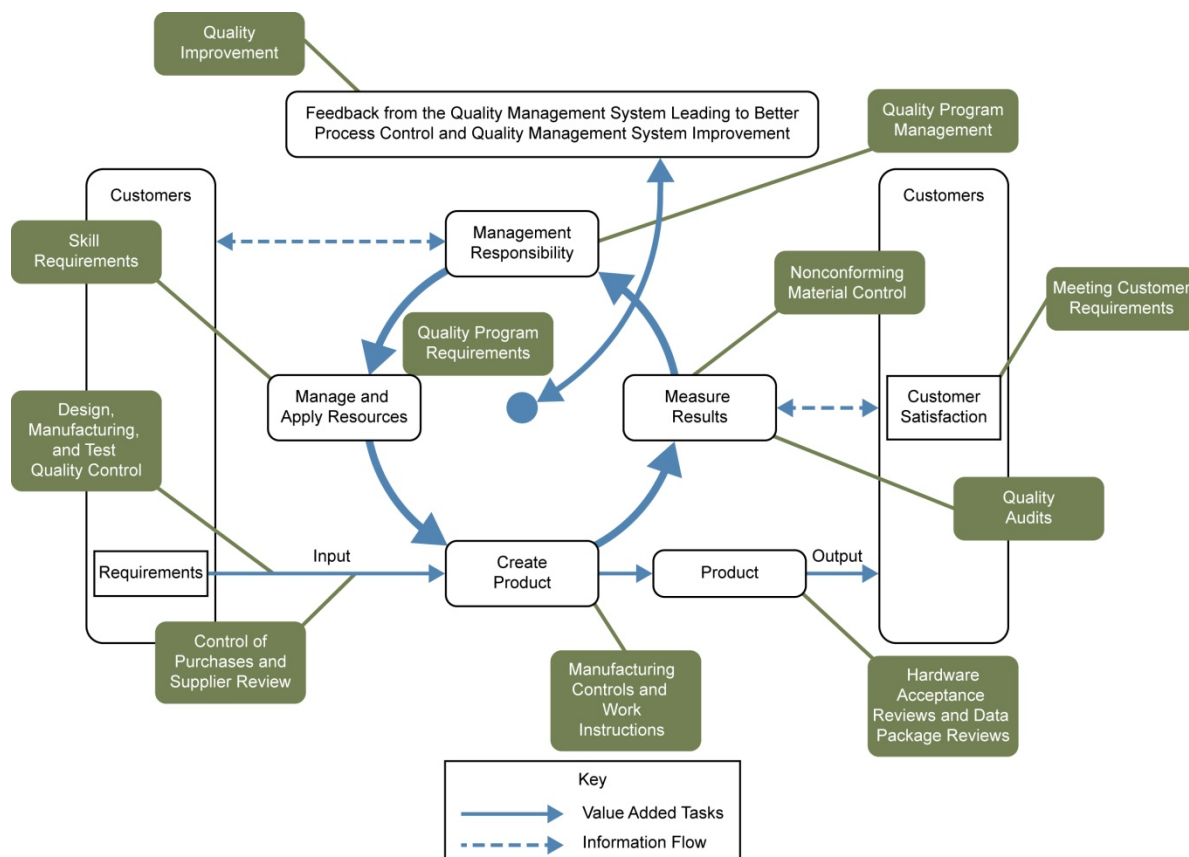 Quality
Improvement
Feedback from the Quality Management System Leading to Better
Process Control and Quality Management System Improvement
Quality Program
Management
Customers
Customers
Skill
Requirements
Management
Responsibility
Nonconforming
Material Control
Meeting Customer
Requirements
Quality Program
Requirements
Manage and
Apply Resources
Measure
Results
Customer
Satisfaction
Design,
Manufacturing,
and Test
Quality Control
Quality
Audits
Requirements
Input
Create
Product
Product
Output
Control of
Purchases and
Supplier Review
Manufacturing
Controls and
Work
Instructions
Hardware
Acceptance
Reviews and Data
Package Reviews
Key
Value Added Tasks
Information Flow